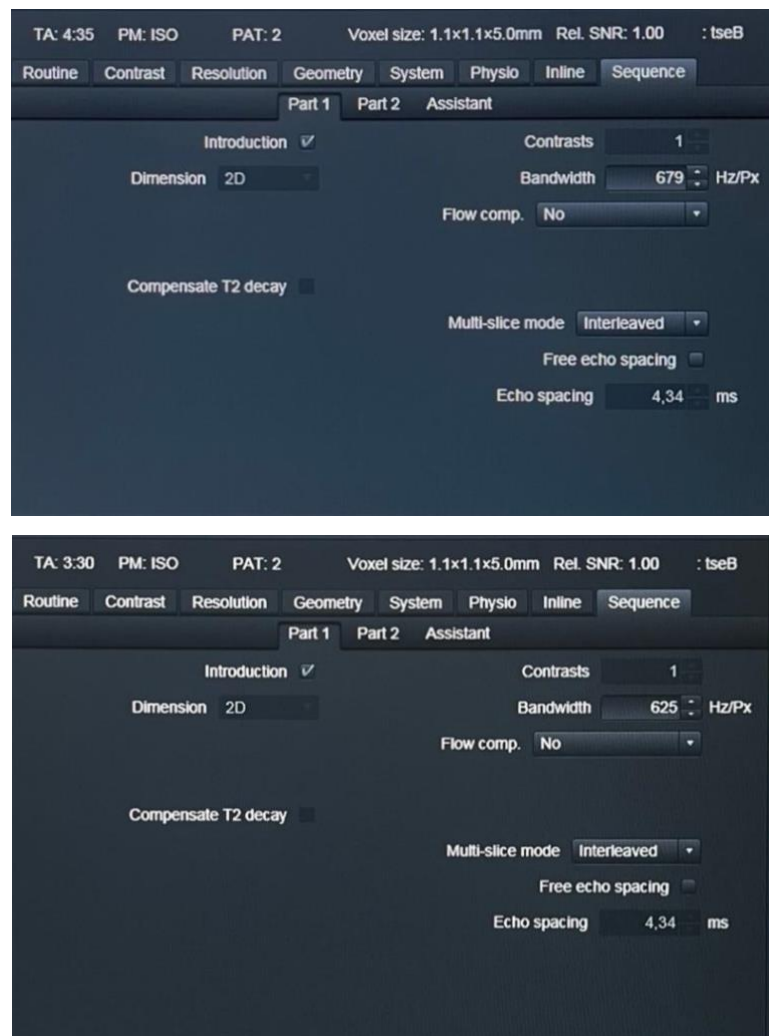 TA: 4:35 PM: ISO PAT: 2 Voxel size: 1.1×1.1×5.0mm Rel. SNR: 1.00 : tseB
Routine Contrast Resolution Geometry System Physio Inline Sequence
Part 1 Part 2 Assistant
Introduction Contrasts 1
Dimension 2D Bandwidth 679 Hz/Px
Flow comp. No
Compensate T2 decay
Multi-slice mode Interleaved
Free echo spacing
Echo spacing 4,34 ms
TA: 3:30 PM: ISO PAT: 2 Voxel size: 1.1×1.1×5.0mm Rel. SNR: 1.00 : tseB
Routine Contrast Resolution Geometry System Physio Inline Sequence
Part 1 Part 2 Assistant
Introduction Contrasts 1
Dimension 2D Bandwidth 625 Hz/Px
Flow comp. No
Compensate T2 decay
Multi-slice mode Interleaved
Free echo spacing
Echo spacing 4,34 ms